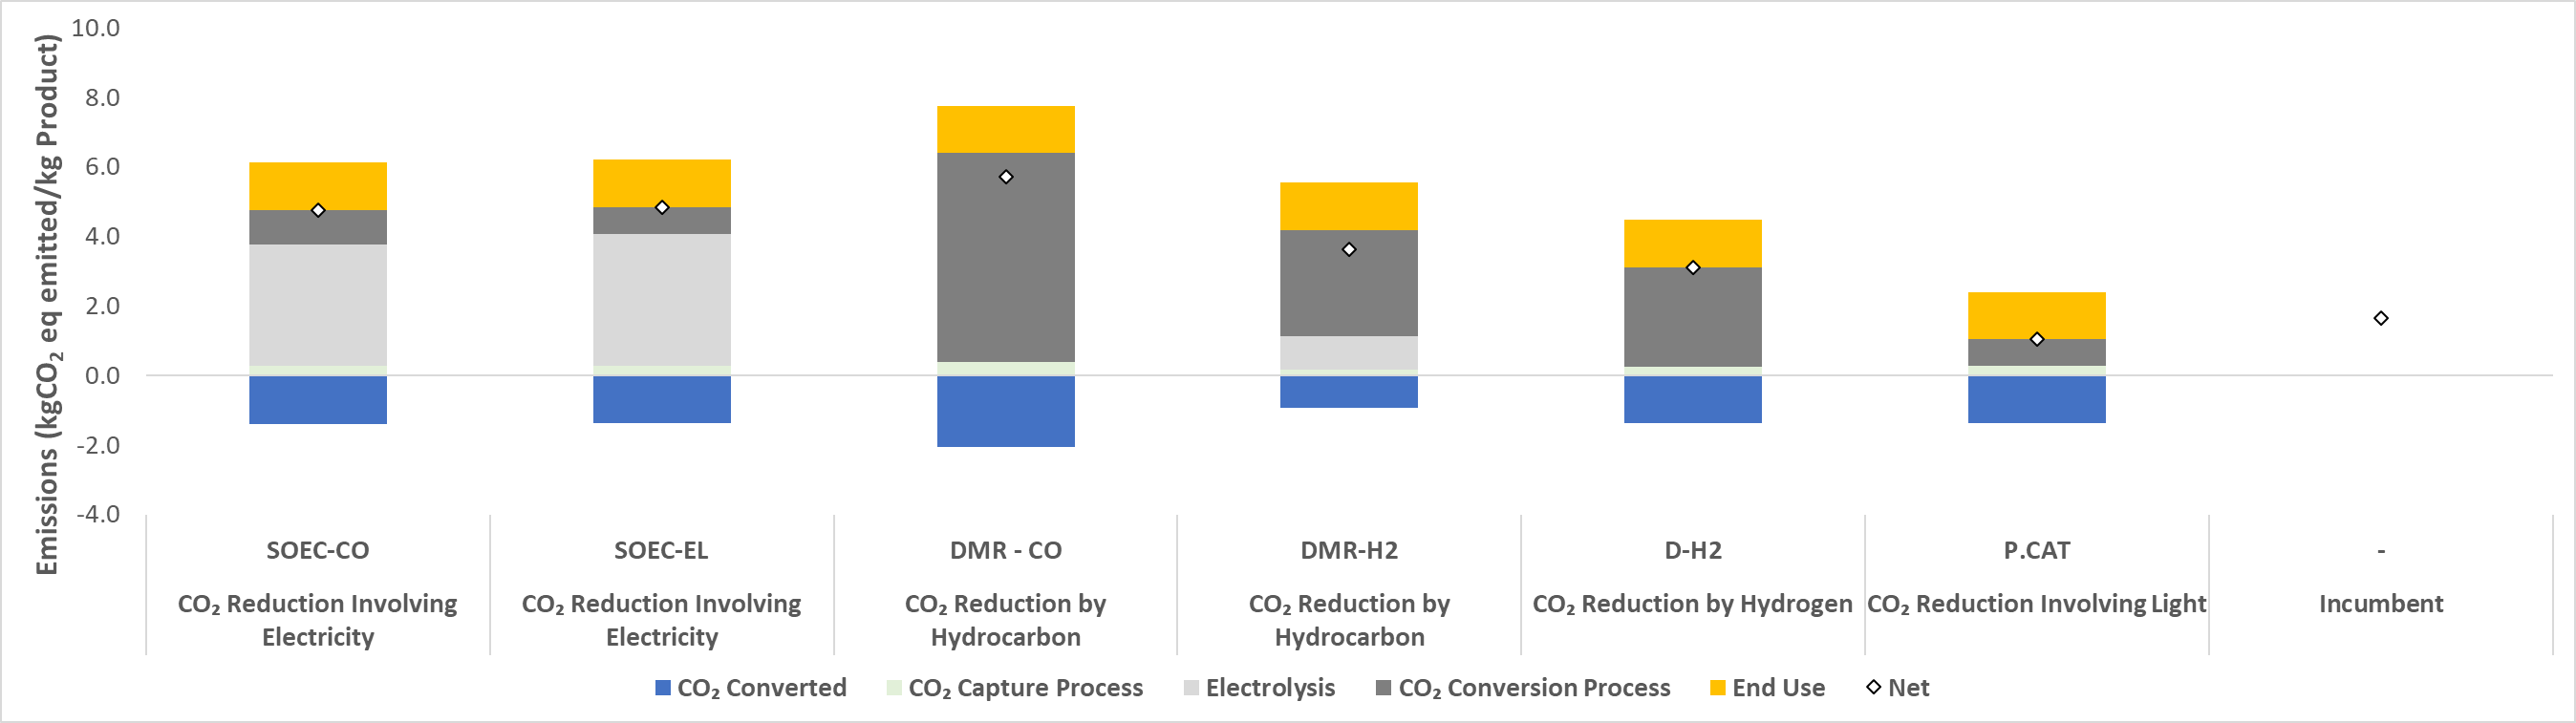 Emissions (kgCO₂ eq emitted/kg Product)
10.0
8.0
6.0
4.0
2.0
0.0
-2.0
-4.0
SOEC-CO
SOEC-EL
DMR - CO
DMR-H2
D-H2
P.CAT
-
CO₂ Reduction Involving
Electricity
CO₂ Reduction Involving
Electricity
CO₂ Reduction by
Hydrocarbon
CO₂ Reduction by
Hydrocarbon
CO₂ Reduction by Hydrogen
CO₂ Reduction Involving Light
Incumbent
CO₂ Converted
CO₂ Capture Process
Electrolysis
CO₂ Conversion Process
End Use
Net